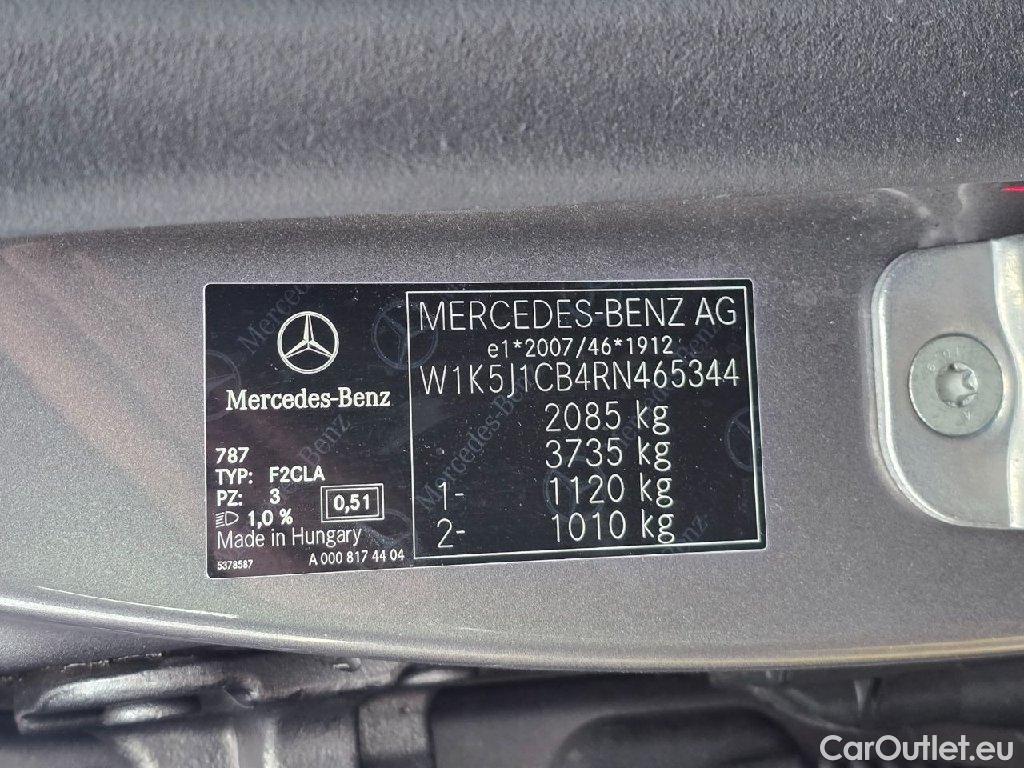 Mercedes-Benz
787
TYP: F2CLA
PZ: 3
0,51
1,0 %
Made in Hungary
5378587
A 000 817 44 04
MERCEDES-BENZ AG
e1*2007/46*1912
W1K5J1CB4RN465344
2085 kg
3735 kg
1- 1120 kg
2- 1010 kg
CarOutlet.eu